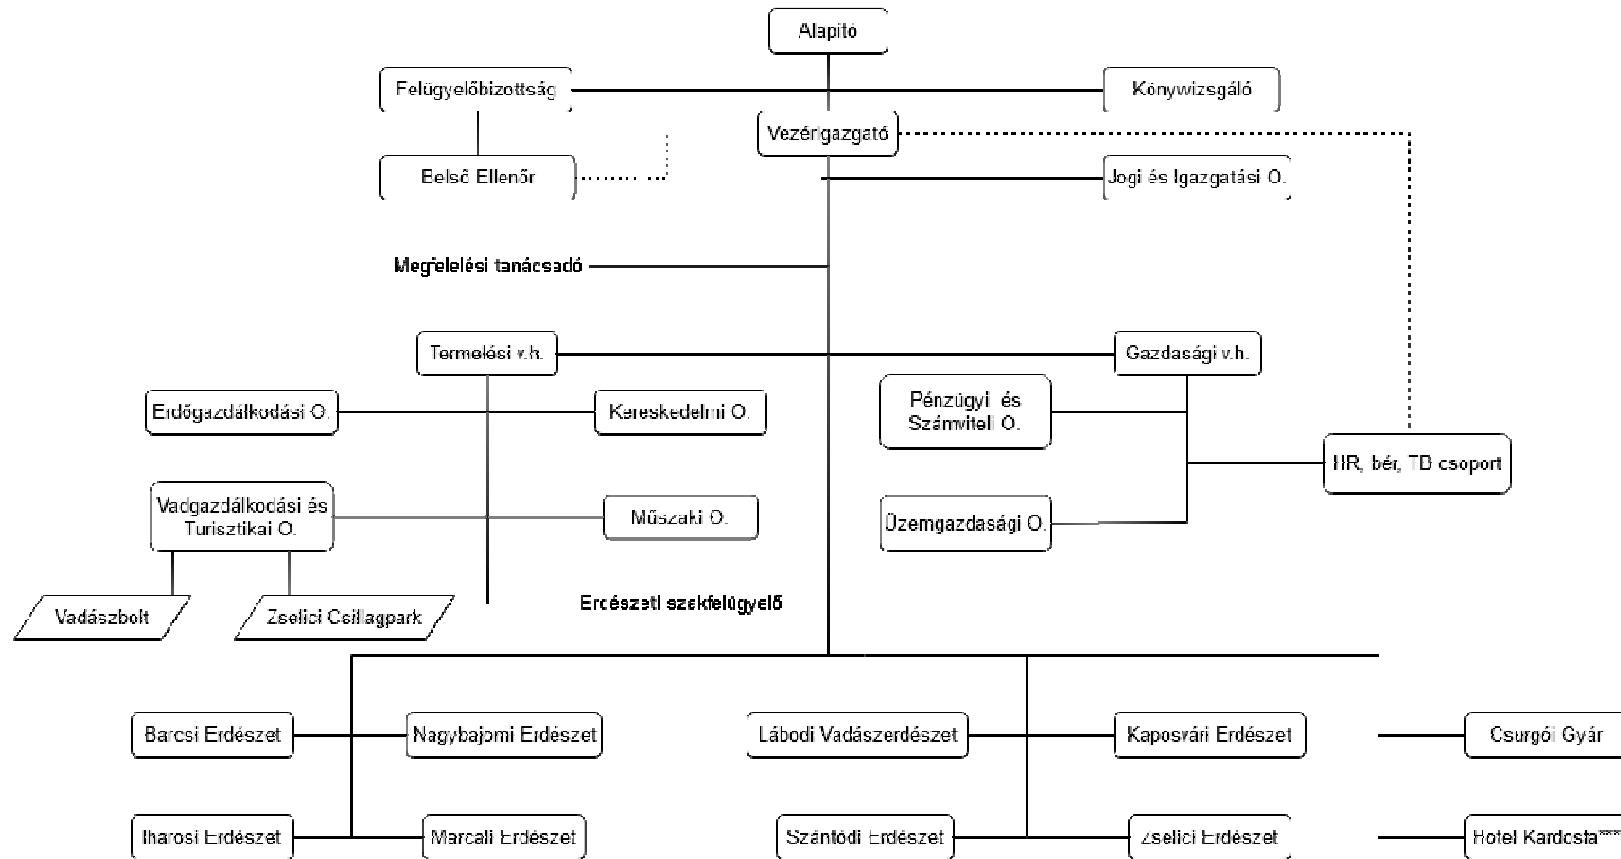 Alapító
Felügyelőbizottság
Könyvvizsgáló
Vezérigazgató
Belső Ellenőr
Jogi és Igazgatási O.
Megfelelési tanácsadó
Termelési v.h.
Gazdasági v.h.
Erdőgazdálkodási O.
Kereskedelmi O.
Pénzügyi és
Számviteli O.
HR, bér, TB csoport
Vadgazdálkodási és
Turisztikai O.
Műszaki O.
Üzemgazdasági O.
Vadászbolt
Zselici Csillagpark
Erdészeti szakfelügyelő
Barcsi Erdészet
Nagybajomi Erdészet
Lábodi Vadászerdészet
Kaposvári Erdészet
Csurgói Gyár
Iharosi Erdészet
Marcali Erdészet
Szántódi Erdészet
Zselici Erdészet
Hotel Kardosfa***